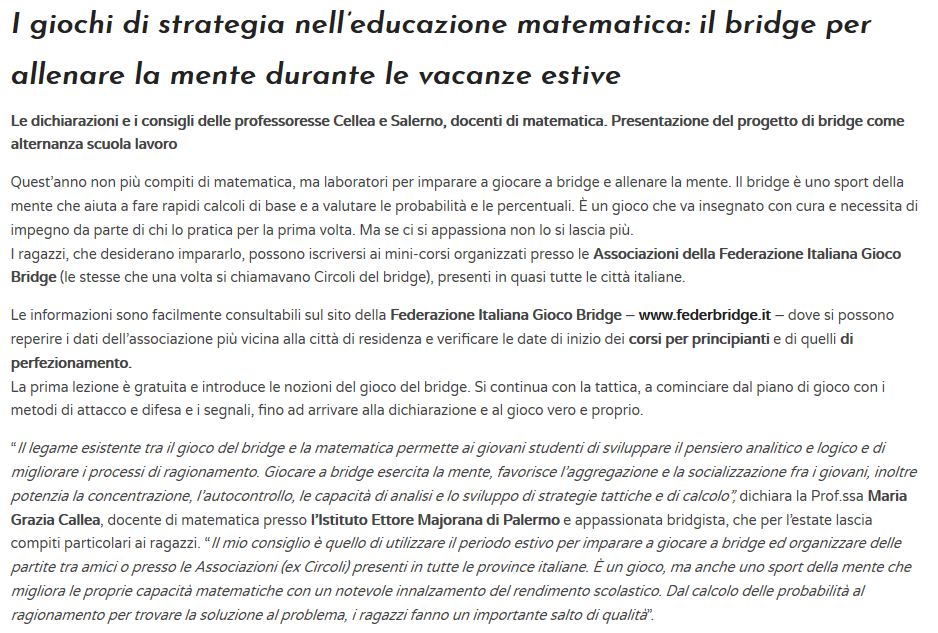 I giochi di strategia nell'educazione matematica: il bridge per
allenare la mente durante le vacanze estive
Le dichiarazioni e i consigli delle professoresse Cellea e Salerno, docenti di matematica. Presentazione del progetto di bridge come
alternanza scuola lavoro
Quest'anno non più compiti di matematica, ma laboratori per imparare a giocare a bridge e allenare la mente. Il bridge è uno sport della
mente che aiuta a fare rapidi calcoli di base e a valutare le probabilità e le percentuali. È un gioco che va insegnato con cura e necessita di
impegno da parte di chi lo pratica per la prima volta. Ma se ci si appassiona non lo si lascia più.
I ragazzi, che desiderano impararlo, possono iscriversi ai mini-corsi organizzati presso le Associazioni della Federazione Italiana Gioco
Bridge (le stesse che una volta si chiamavano Circoli del bridge), presenti in quasi tutte le città italiane.
Le informazioni sono facilmente consultabili sul sito della Federazione Italiana Gioco Bridge – www.federbridge.it – dove si possono
reperire i dati dell'associazione più vicina alla città di residenza e verificare le date di inizio dei corsi per principianti e di quelli di
perfezionamento.
La prima lezione è gratuita e introduce le nozioni del gioco del bridge. Si continua con la tattica, a cominciare dal piano di gioco con i
metodi di attacco e difesa e i segnali, fino ad arrivare alla dichiarazione e al gioco vero e proprio.
“Il legame esistente tra il gioco del bridge e la matematica permette ai giovani studenti di sviluppare il pensiero analitico e logico e di
migliorare i processi di ragionamento. Giocare a bridge esercita la mente, favorisce l'aggregazione e la socializzazione fra i giovani, inoltre
potenzia la concentrazione, l'autocontrollo, le capacità di analisi e lo sviluppo di strategie tattiche e di calcolo”, dichiara la Prof.ssa Maria
Grazia Callea, docente di matematica presso l'Istituto Ettore Majorana di Palermo e appassionata bridgista, che per l'estate lascia
compiti particolari ai ragazzi. “Il mio consiglio è quello di utilizzare il periodo estivo per imparare a giocare a bridge ed organizzare delle
partite tra amici o presso le Associazioni (ex Circoli) presenti in tutte le province italiane. È un gioco, ma anche uno sport della mente che
migliora le proprie capacità matematiche con un notevole innalzamento del rendimento scolastico. Dal calcolo delle probabilità al
ragionamento per trovare la soluzione al problema, i ragazzi fanno un importante salto di qualità”.